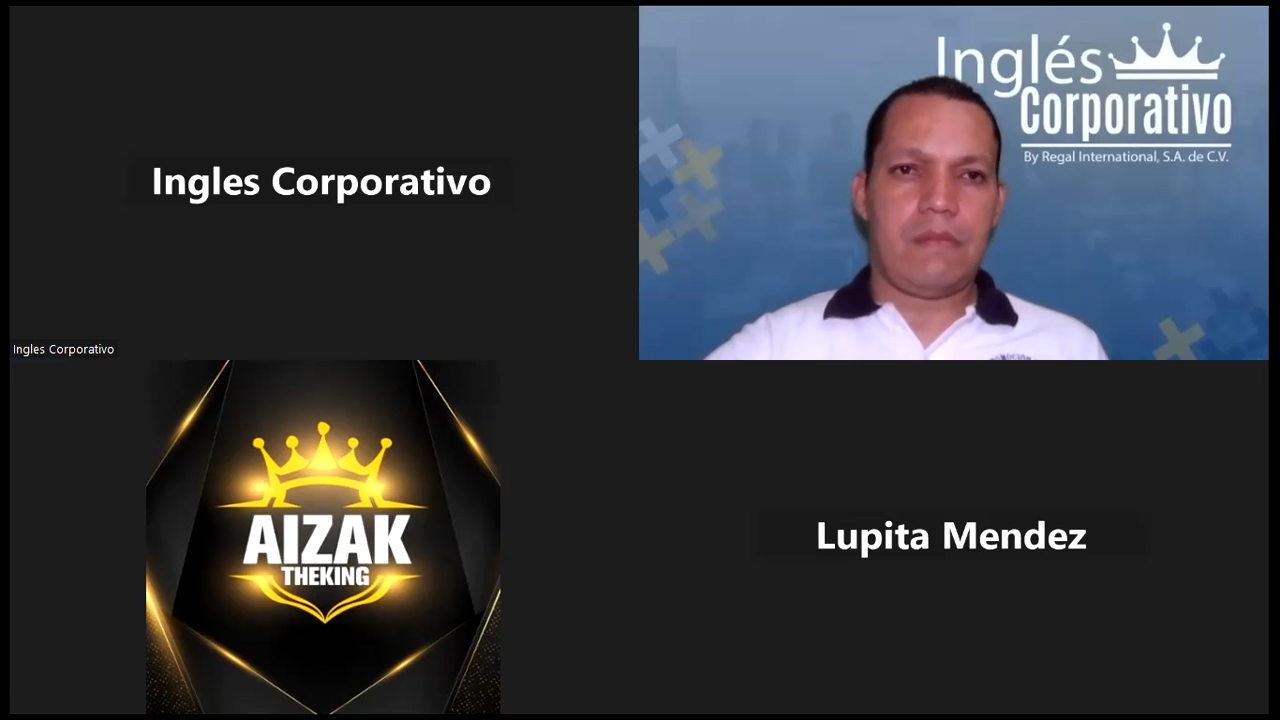 Ingles Corporativo
Ingles Corporativo
Inglés
Corporativo
By Regal International, S.A. de C.V.
AIZAK
THEKING
Lupita Mendez